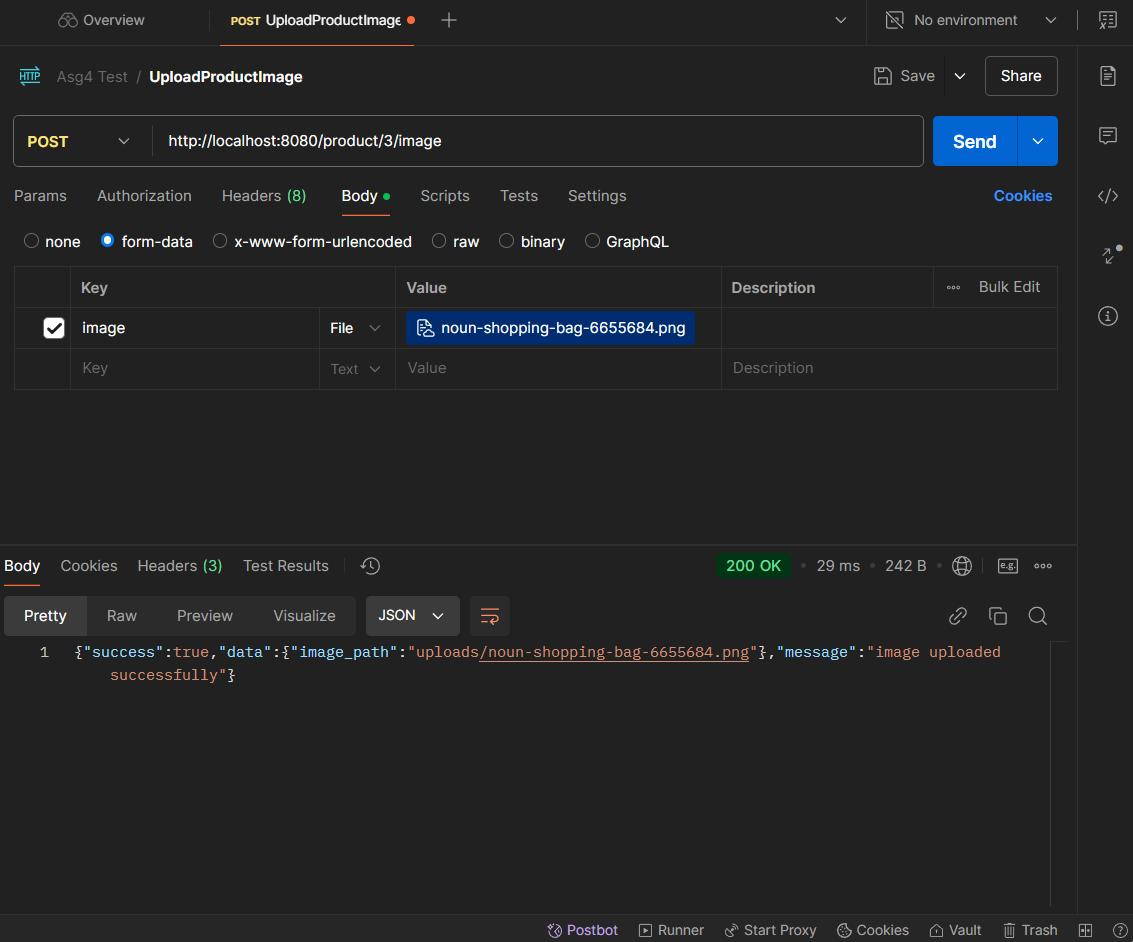 Overview POST UploadProductImage No environment
HTTP Asg4 Test / UploadProductImage Save Share
POST http://localhost:8080/product/3/image Send
Params Authorization Headers (8) Body Scripts Tests Settings Cookies
none form-data x-www-form-urlencoded raw binary GraphQL
Key Value Description Bulk Edit
image File noun-shopping-bag-6655684.png
Key Text Value Description
Body Cookies Headers (3) Test Results 200 OK 29 ms 242 B e.g.
Pretty Raw Preview Visualize JSON
1 {"success":true,"data":{"image_path":"uploads/noun-shopping-bag-6655684.png"},"message":"image uploaded
successfully"}
Postbot Runner Start Proxy Cookies Vault Trash